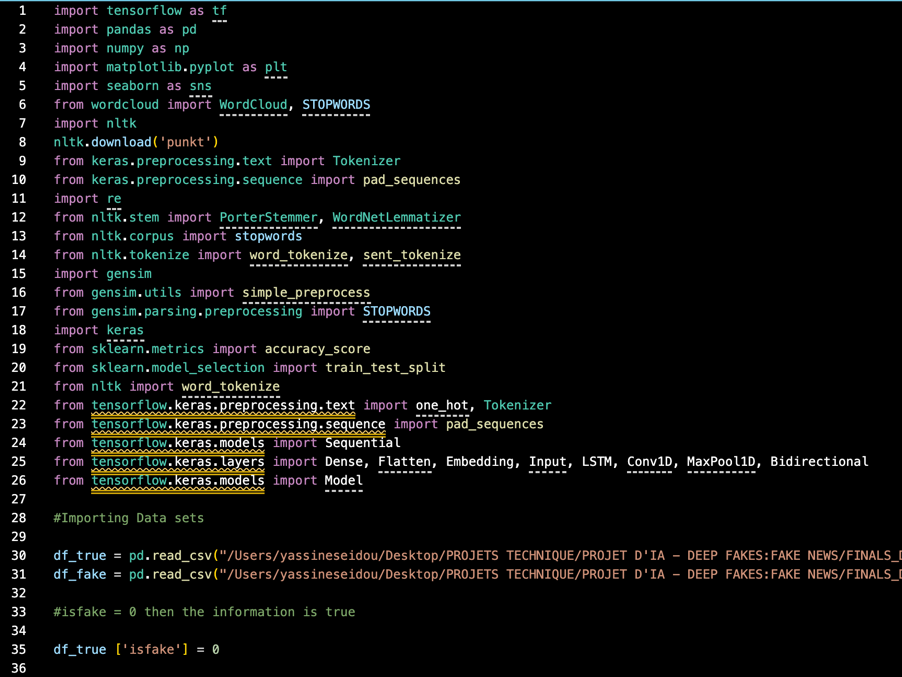 1 import tensorflow as tf
2 import pandas as pd
3 import numpy as np
4 import matplotlib.pyplot as plt
5 import seaborn as sns
6 from wordcloud import WordCloud, STOPWORDS
7 import nltk
8 nltk.download('punkt')
9 from keras.preprocessing.text import Tokenizer
10 from keras.preprocessing.sequence import pad_sequences
11 import re
12 from nltk.stem import PorterStemmer, WordNetLemmatizer
13 from nltk.corpus import stopwords
14 from nltk.tokenize import word_tokenize, sent_tokenize
15 import gensim
16 from gensim.utils import simple_preprocess
17 from gensim.parsing.preprocessing import STOPWORDS
18 import keras
19 from sklearn.metrics import accuracy_score
20 from sklearn.model_selection import train_test_split
21 from nltk import word_tokenize
22 from tensorflow.keras.preprocessing.text import one_hot, Tokenizer
23 from tensorflow.keras.preprocessing.sequence import pad_sequences
24 from tensorflow.keras.models import Sequential
25 from tensorflow.keras.layers import Dense, Flatten, Embedding, Input, LSTM, Conv1D, MaxPool1D, Bidirectional
26 from tensorflow.keras.models import Model
27
28 #Importing Data sets
29
30 df_true = pd.read_csv("/Users/yassineseidou/Desktop/PROJETS TECHNIQUE/PROJET D'IA - DEEP FAKES:FAKE NEWS/FINALS_D
31 df_fake = pd.read_csv("/Users/yassineseidou/Desktop/PROJETS TECHNIQUE/PROJET D'IA - DEEP FAKES:FAKE NEWS/FINALS_D
32
33 #isfake = 0 then the information is true
34
35 df_true ['isfake'] = 0
36